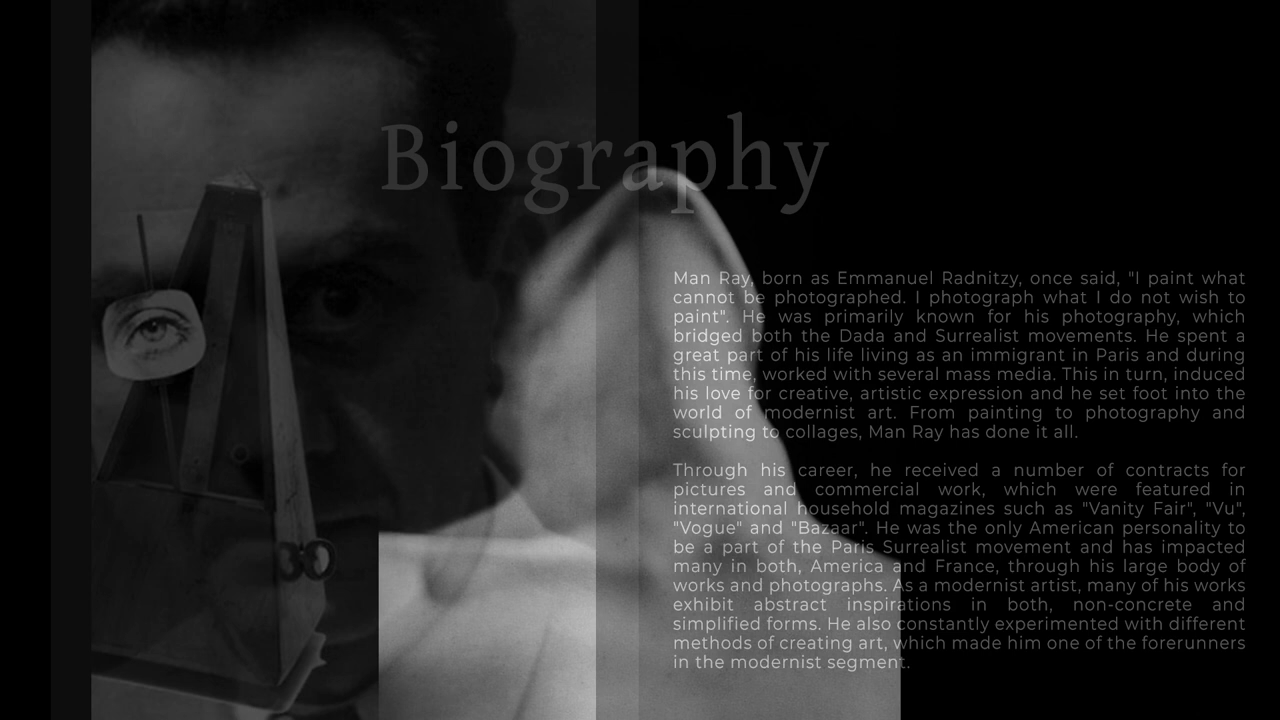 Biography
Man Ray, born as Emmanuel Radnitzy, once said, "I paint what
cannot be photographed. I photograph what I do not wish to
paint". He was primarily known for his photography, which
bridged both the Dada and Surrealist movements. He spent a
great part of his life living as an immigrant in Paris and during
this time, worked with several mass media. This in turn, induced
his love for creative, artistic expression and he set foot into the
world of modernist art. From painting to photography and
sculpting to collages, Man Ray has done it all.
Through his career, he received a number of contracts for
pictures and commercial work, which were featured in
international household magazines such as "Vanity Fair", "Vu",
"Vogue" and "Bazaar". He was the only American personality to
be a part of the Paris Surrealist movement and has impacted
many in both, America and France, through his large body of
works and photographs. As a modernist artist, many of his works
exhibit abstract inspirations in both, non-concrete and
simplified forms. He also constantly experimented with different
methods of creating art, which made him one of the forerunners
in the modernist segment.